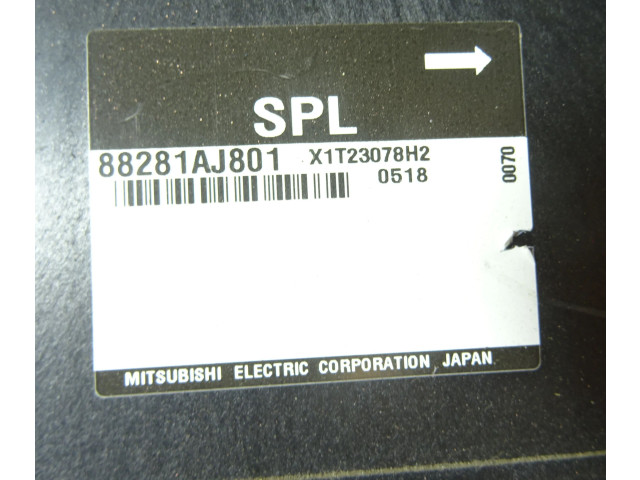 SPL
88281AJ801 X1T23078H2
0518
0070
MITSUBISHI ELECTRIC CORPORATION JAPAN